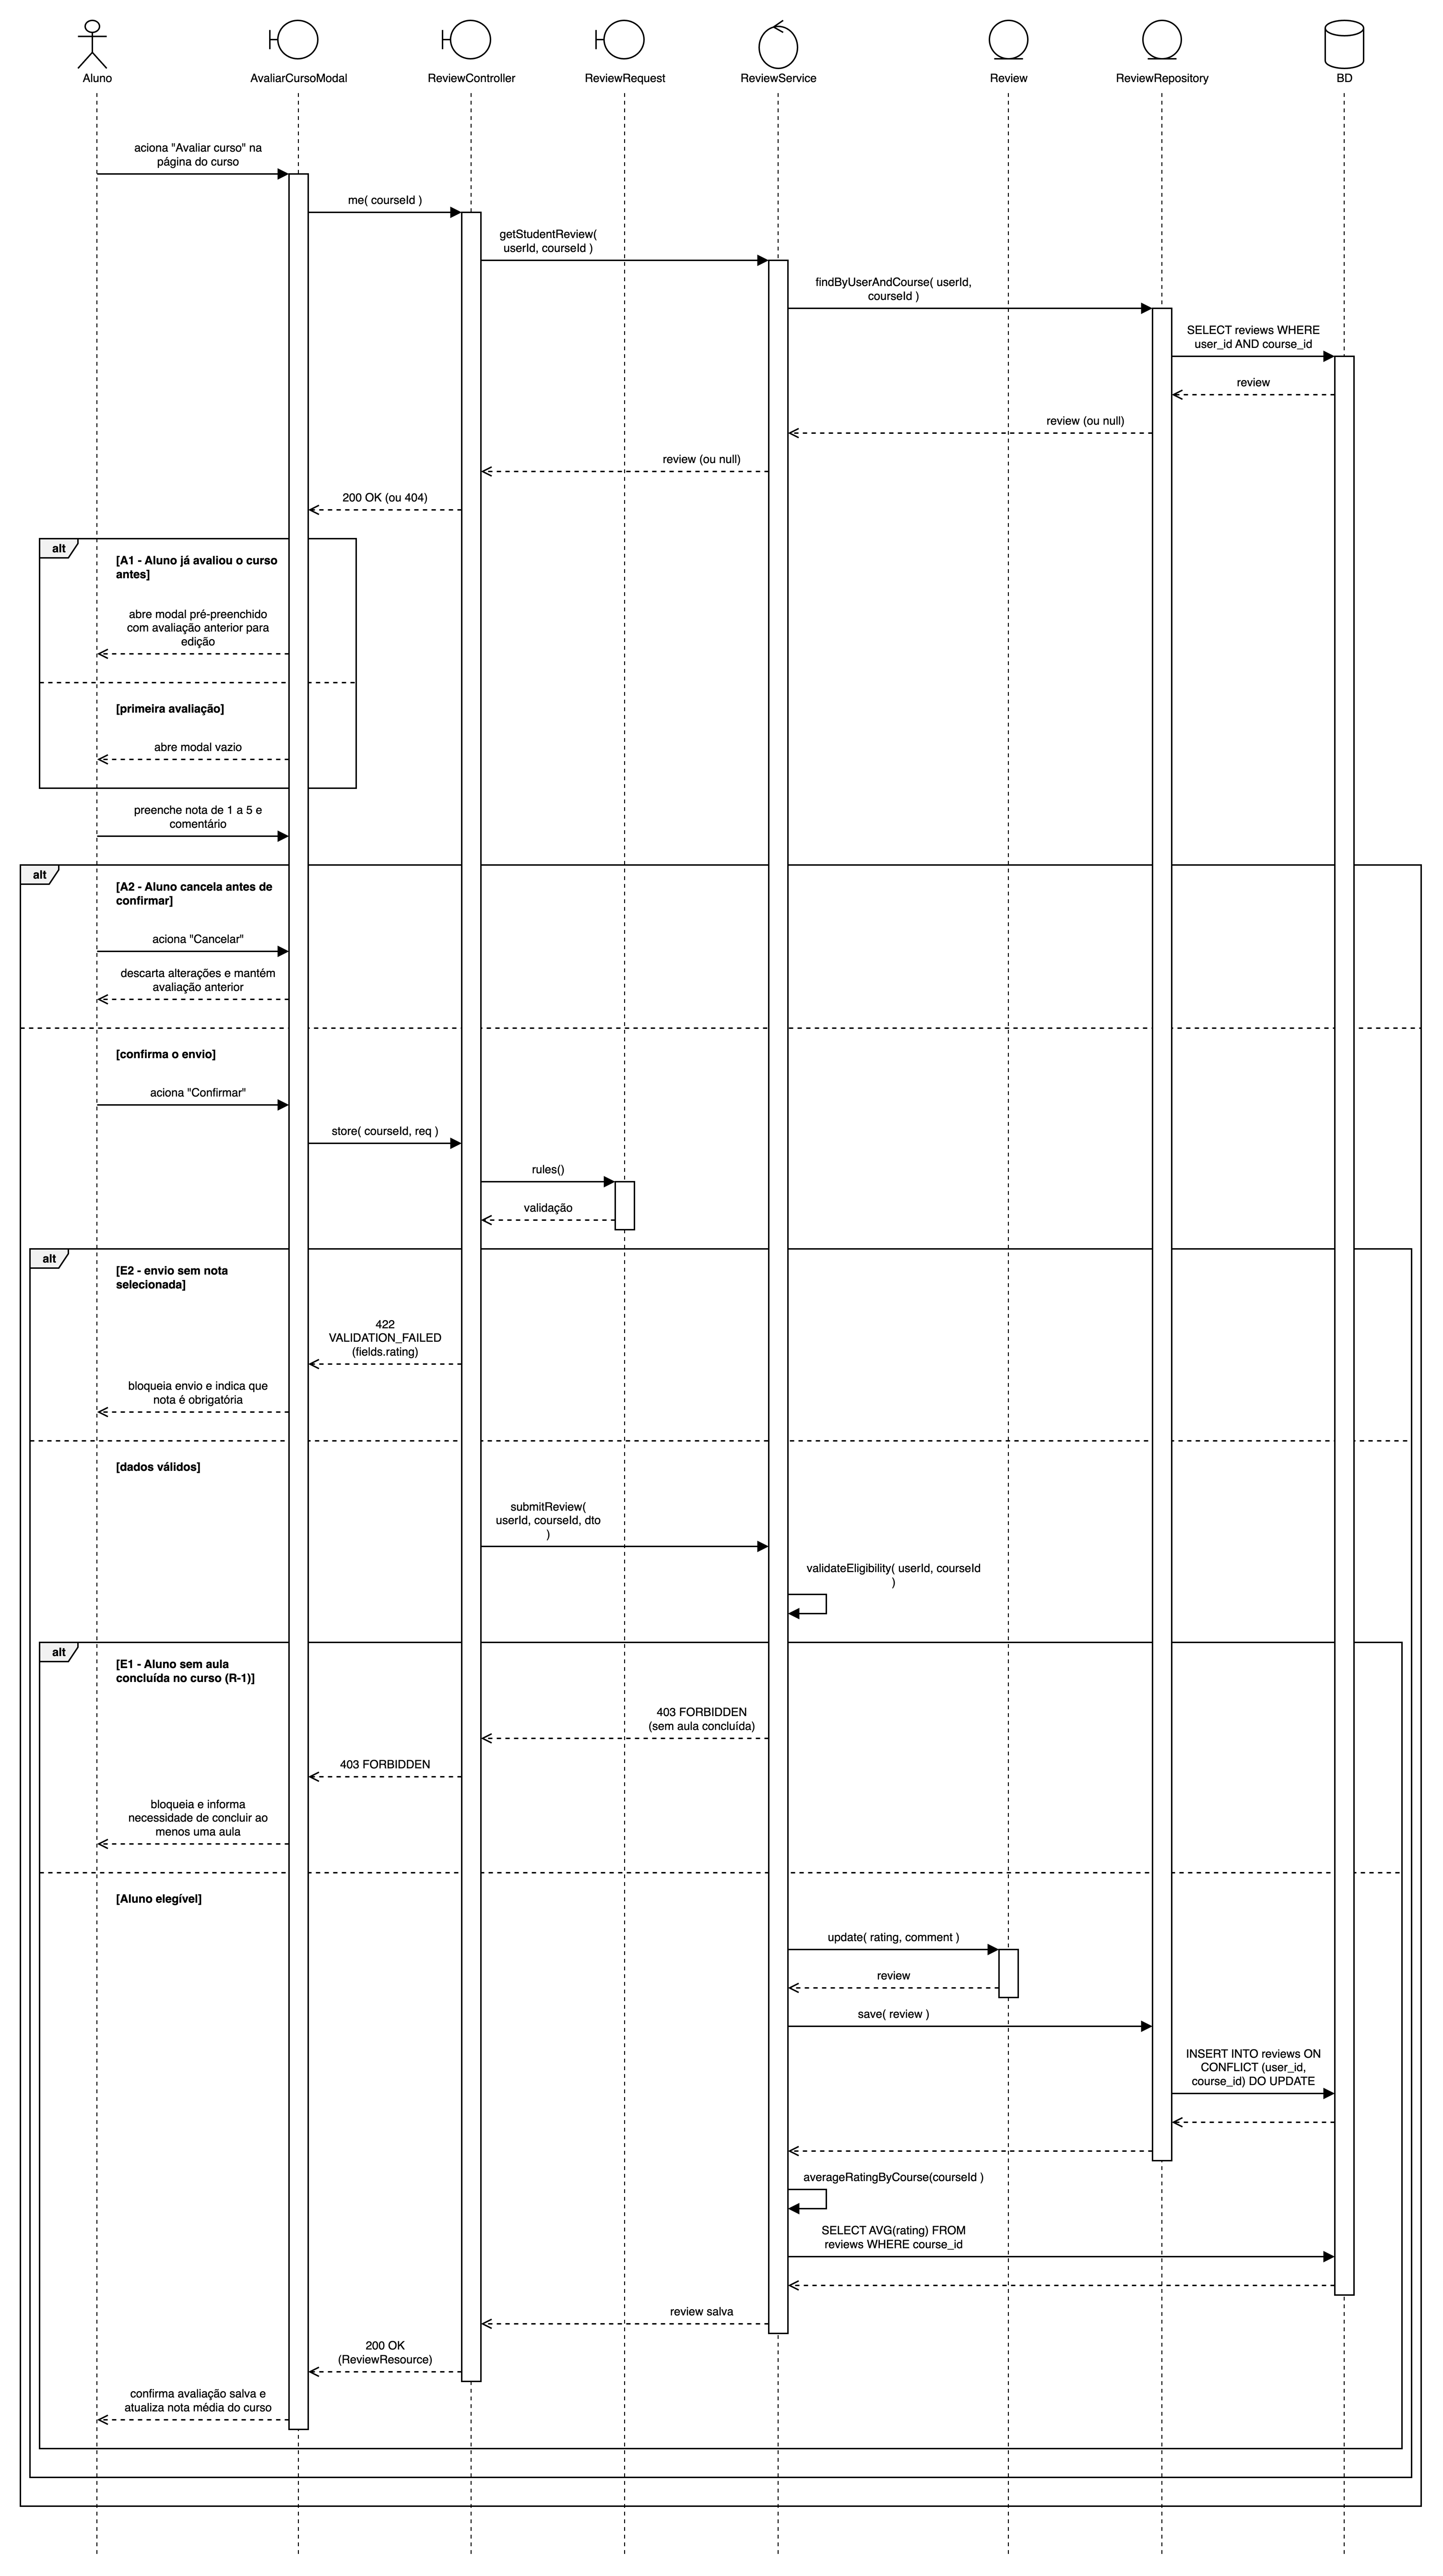 Aluno
AvaliarCursoModal
ReviewController
ReviewRequest
ReviewService
Review
ReviewRepository
BD
aciona "Avaliar curso" na
página do curso
me( courseId )
getStudentReview(
userId, courseId )
findByUserAndCourse( userId,
courseId )
SELECT reviews WHERE
user_id AND course_id
review
review (ou null)
review (ou null)
200 OK (ou 404)
alt
[A1 - Aluno já avaliou o curso
antes]
abre modal pré-preenchido
com avaliação anterior para
edição
[primeira avaliação]
abre modal vazio
preenche nota de 1 a 5 e
comentário
alt
[A2 - Aluno cancela antes de
confirmar]
aciona "Cancelar"
descarta alterações e mantém
avaliação anterior
[confirma o envio]
aciona "Confirmar"
store( courseId, req )
rules()
validação
alt
[E2 - envio sem nota
selecionada]
422
VALIDATION_FAILED
(fields.rating)
bloqueia envio e indica que
nota é obrigatória
[dados válidos]
submitReview(
userId, courseId, dto
)
validateEligibility( userId, courseId
)
alt
[E1 - Aluno sem aula
concluída no curso (R-1)]
403 FORBIDDEN
(sem aula concluída)
403 FORBIDDEN
bloqueia e informa
necessidade de concluir ao
menos uma aula
[Aluno elegível]
update( rating, comment )
review
save( review )
INSERT INTO reviews ON
CONFLICT (user_id,
course_id) DO UPDATE
averageRatingByCourse(courseId )
SELECT AVG(rating) FROM
reviews WHERE course_id
review salva
200 OK
(ReviewResource)
confirma avaliação salva e
atualiza nota média do curso